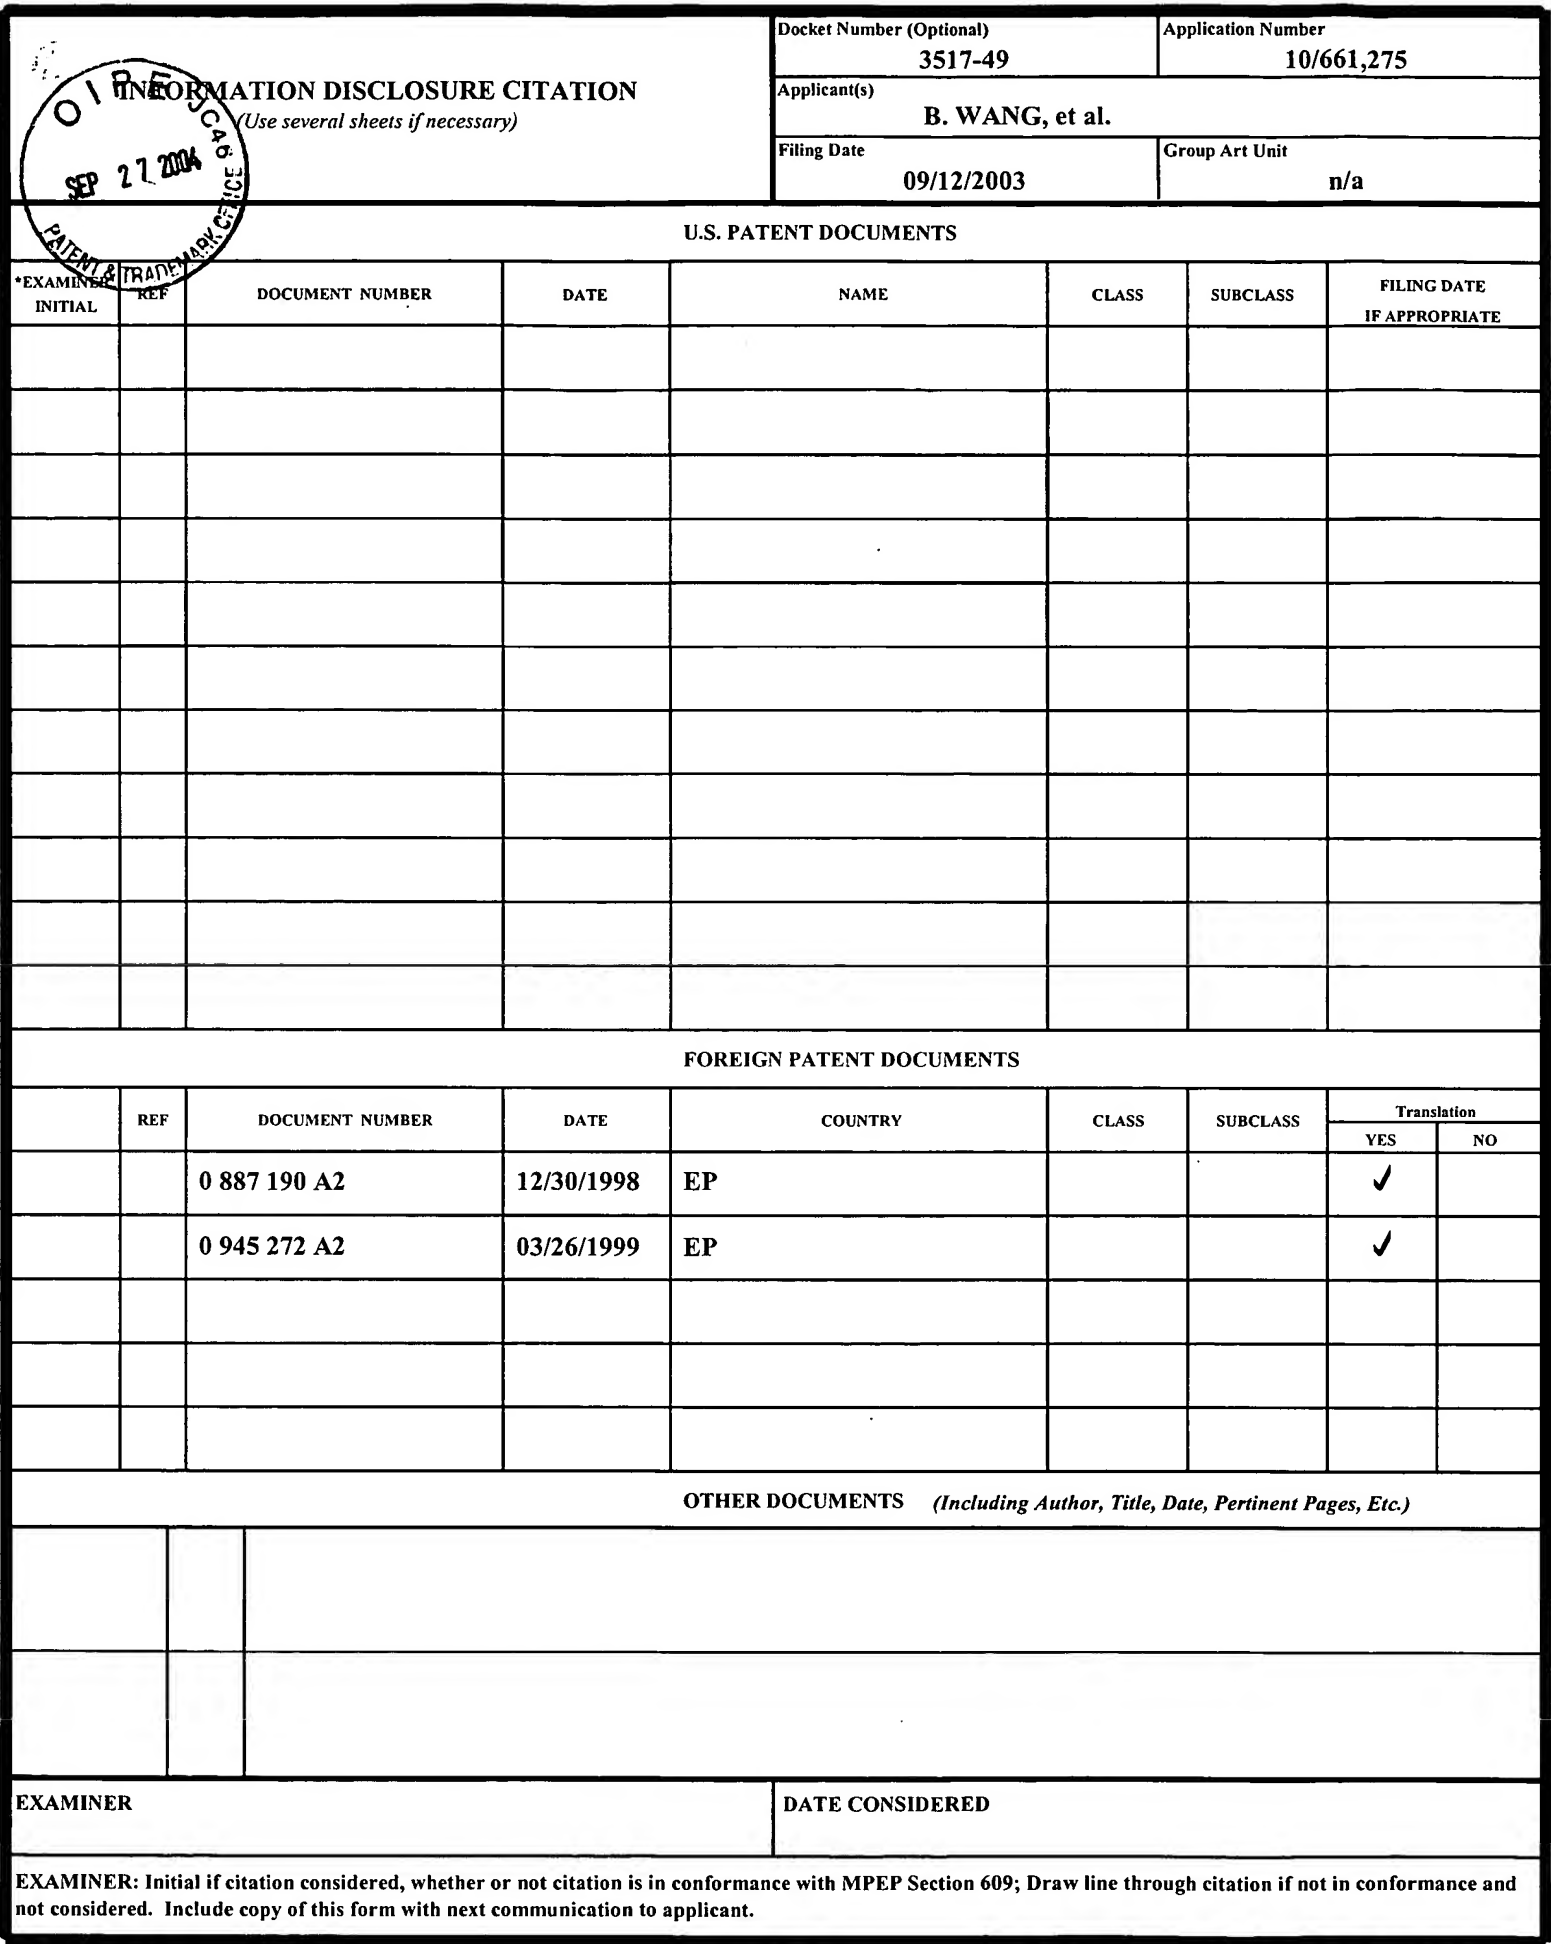 Docket Number (Optional)
3517-49
Application Number
10/661,275
INFORMATION DISCLOSURE CITATION
(Use several sheets if necessary)
Applicant(s)
B. WANG, et al.
Filing Date
09/12/2003
Group Art Unit
n/a
OIPE JC46
SEP 27 2004
PATENT & TRADEMARK OFFICE
U.S. PATENT DOCUMENTS
*EXAMINER
INITIAL
REF
DOCUMENT NUMBER
DATE
NAME
CLASS
SUBCLASS
FILING DATE
IF APPROPRIATE
FOREIGN PATENT DOCUMENTS
REF
DOCUMENT NUMBER
DATE
COUNTRY
CLASS
SUBCLASS
Translation
YES
NO
0 887 190 A2 12/30/1998 EP ✓
0 945 272 A2 03/26/1999 EP ✓
OTHER DOCUMENTS (Including Author, Title, Date, Pertinent Pages, Etc.)
EXAMINER
DATE CONSIDERED
EXAMINER: Initial if citation considered, whether or not citation is in conformance with MPEP Section 609; Draw line through citation if not in conformance and
not considered. Include copy of this form with next communication to applicant.